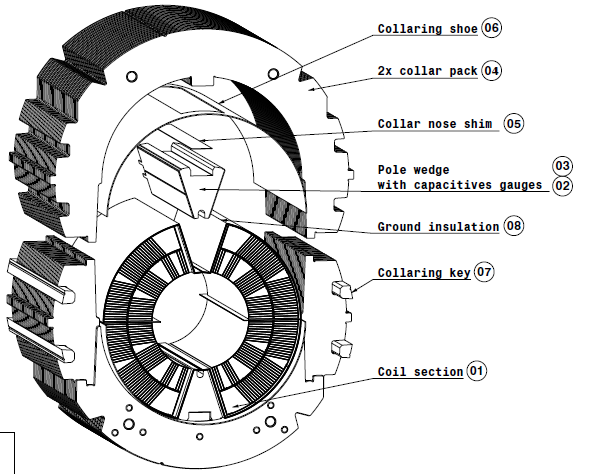 Collaring shoe 06
2x collar pack 04
Collar nose shim 05
Pole wedge 03
with capacitives gauges 02
Ground insulation 08
Collaring key 07
Coil section 01